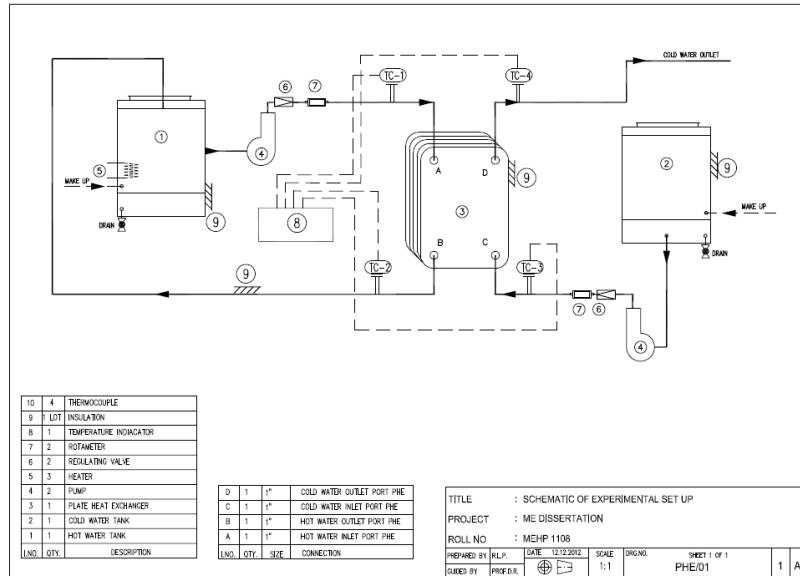 COLD WATER OUTLET
TC-1
TC-4
6
7
1
4
5
MAKE UP
DRAIN
9
8
A
D
3
B
C
9
2
9
MAKE UP
DRAIN
9
TC-2
TC-3
7
6
4
10 4 THERMOCOUPLE
9 1 LOT INSULATION
8 1 TEMPERATURE INDIACATOR
7 2 ROTAMETER
6 2 REGULATING VALVE
5 3 HEATER
4 2 PUMP
3 1 PLATE HEAT EXCHANGER
2 1 COLD WATER TANK
1 1 HOT WATER TANK
I.NO. QTY. DESCRIPTION
D 1 1" COLD WATER OUTLET PORT PHE
C 1 1" COLD WATER INLET PORT PHE
B 1 1" HOT WATER OUTLET PORT PHE
A 1 1" HOT WATER INLET PORT PHE
I.NO. QTY. SIZE CONNECTION
TITLE : SCHEMATIC OF EXPERIMENTAL SET UP
PROJECT : ME DISSERTATION
ROLL NO : MEHP 1108
PREPARED BY R.L.P. DATE 12.12.2012 SCALE DRG.NO. SHEET 1 OF 1
GUIDED BY PROF.D.R. 1:1 PHE/01 1 A